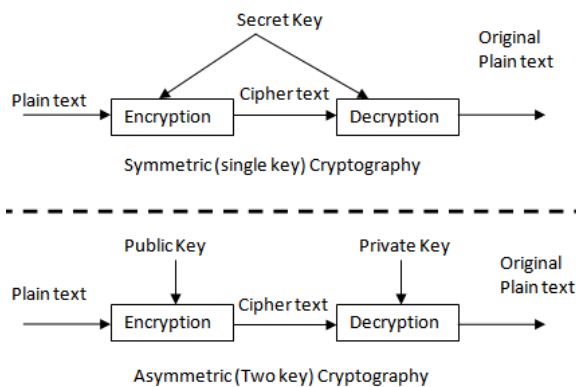 Secret Key
Original
Plain text
Plain text
Cipher text
Encryption
Decryption
Symmetric (single key) Cryptography
Public Key
Private Key
Original
Plain text
Plain text
Cipher text
Encryption
Decryption
Asymmetric (Two key) Cryptography